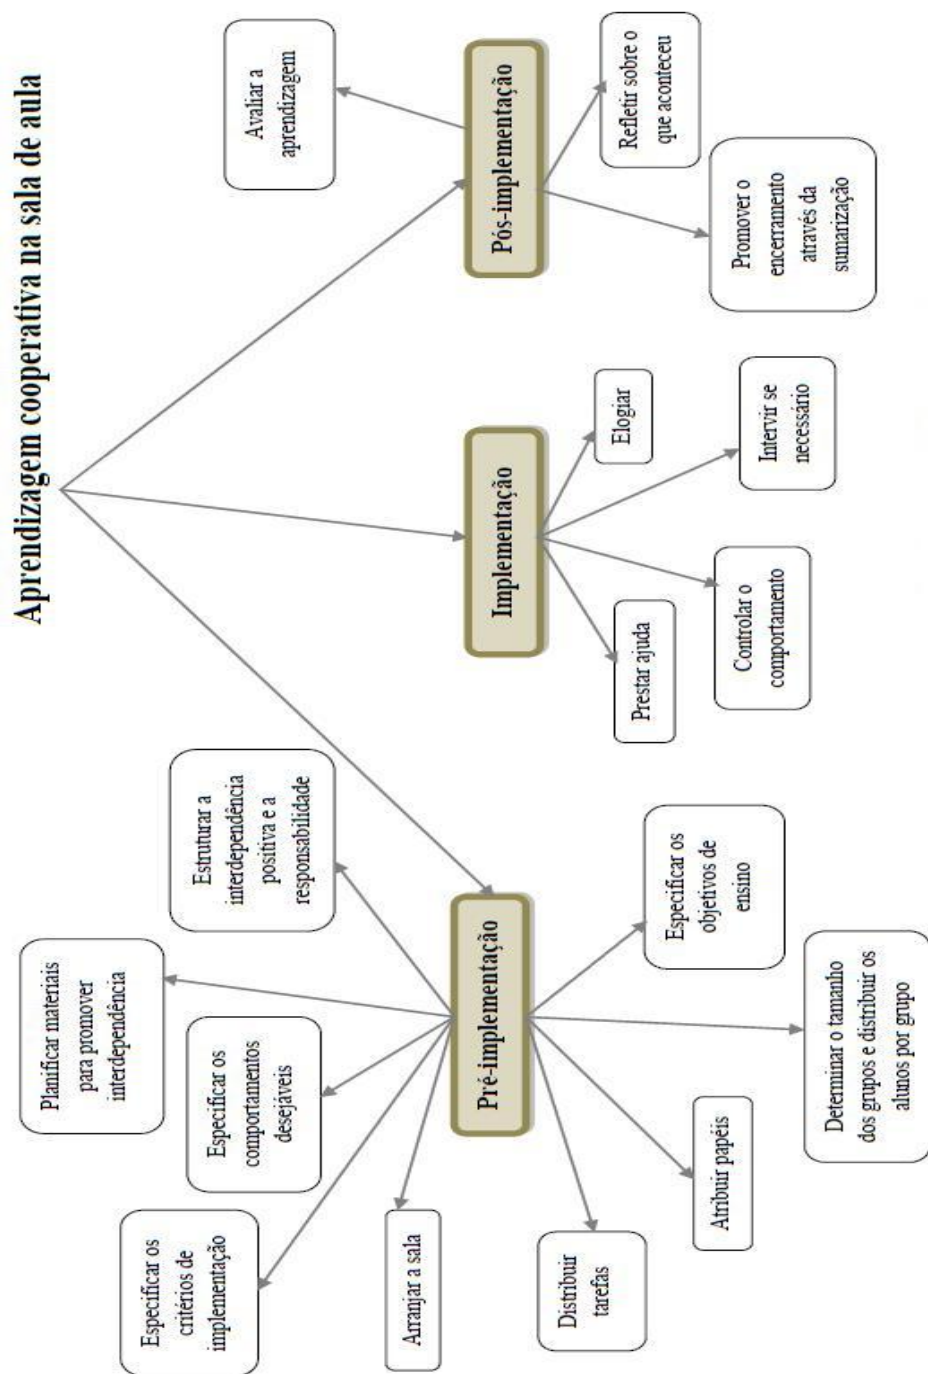 Aprendizagem cooperativa na sala de aula
Pré-implementação
Especificar os
critérios de
implementação
Planificar materiais
para promover
interdependência
Especificar os
comportamentos
desejáveis
Estruturar a
interdependência
positiva e a
responsabilidade
Arranjar a sala
Distribuir
tarefas
Atribuir papéis
Determinar o tamanho
dos grupos e distribuir os
alunos por grupo
Especificar os
objetivos de
ensino
Implementação
Prestar ajuda
Controlar o
comportamento
Intervir se
necessário
Elogiar
Pós-implementação
Avaliar a
aprendizagem
Promover o
encerramento
através da
sumarização
Refletir sobre o
que aconteceu